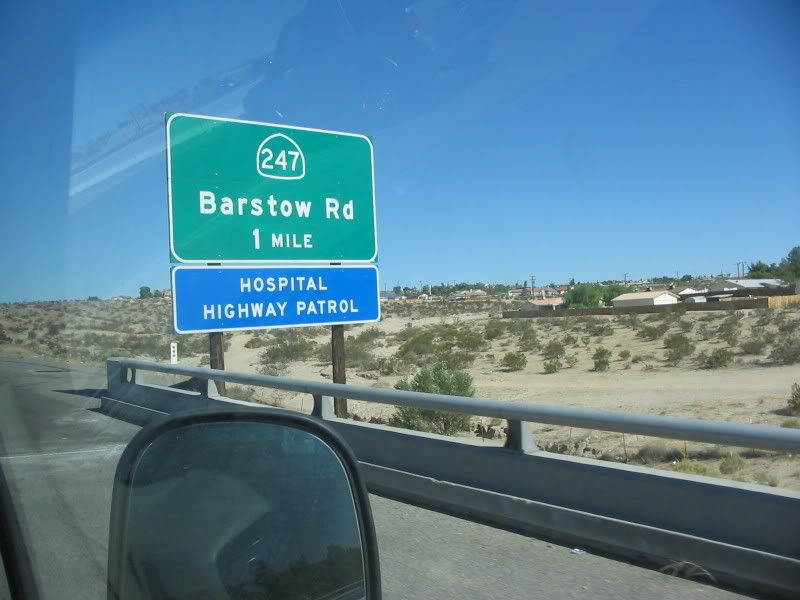 247
Barstow Rd
1 MILE
HOSPITAL
HIGHWAY PATROL